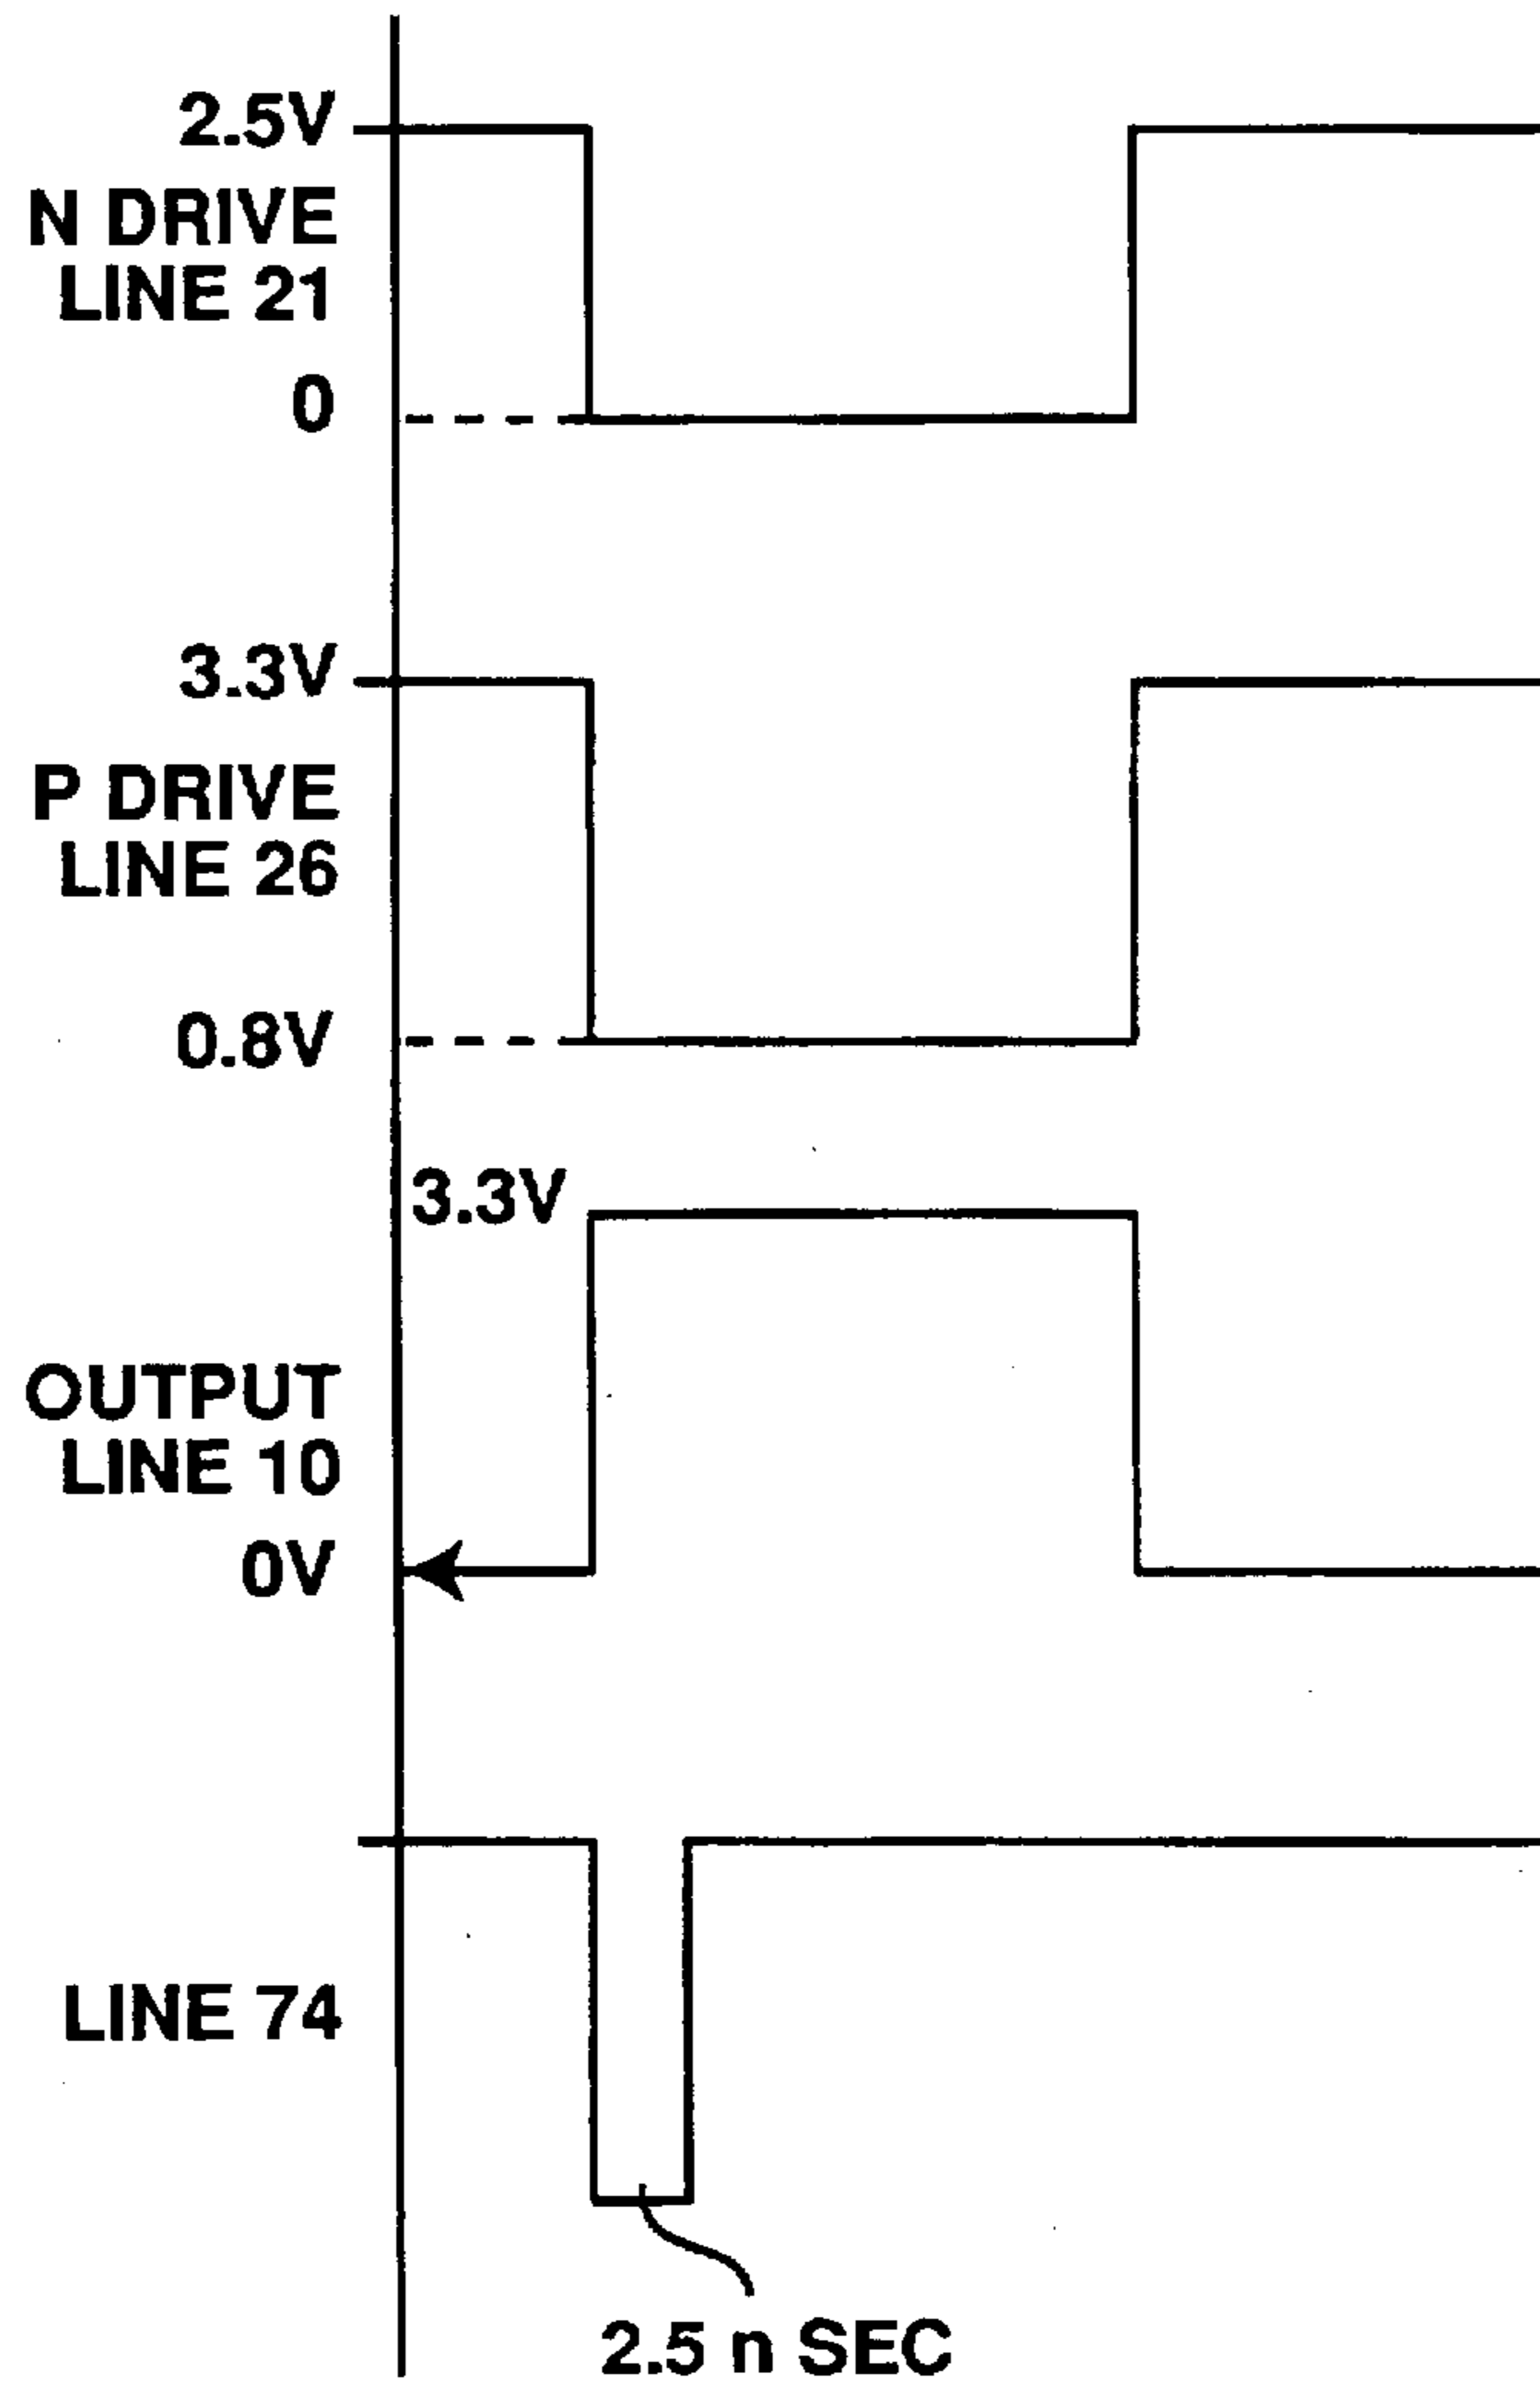 2.5V
N DRIVE
LINE 21
0
3.3V
P DRIVE
LINE 26
0.8V
3.3V
OUTPUT
LINE 10
0V
LINE 74
2.5 n SEC